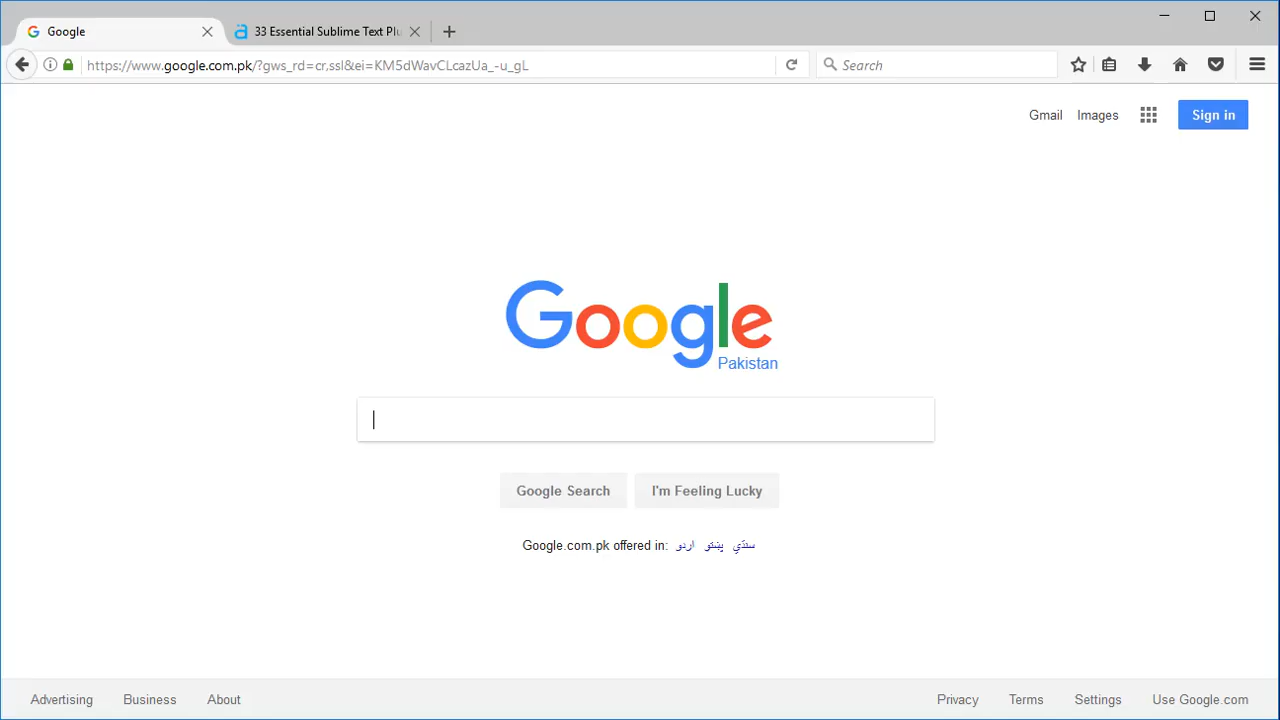 Google
33 Essential Sublime Text Plu
https://www.google.com.pk/?gws_rd=cr,ssl&ei=KM5dWavCLcazUa_-u_gL
Search
Gmail Images Sign in
Google
Pakistan
Google Search I'm Feeling Lucky
Google.com.pk offered in: اردو پښتو سنڌي
Advertising Business About Privacy Terms Settings Use Google.com